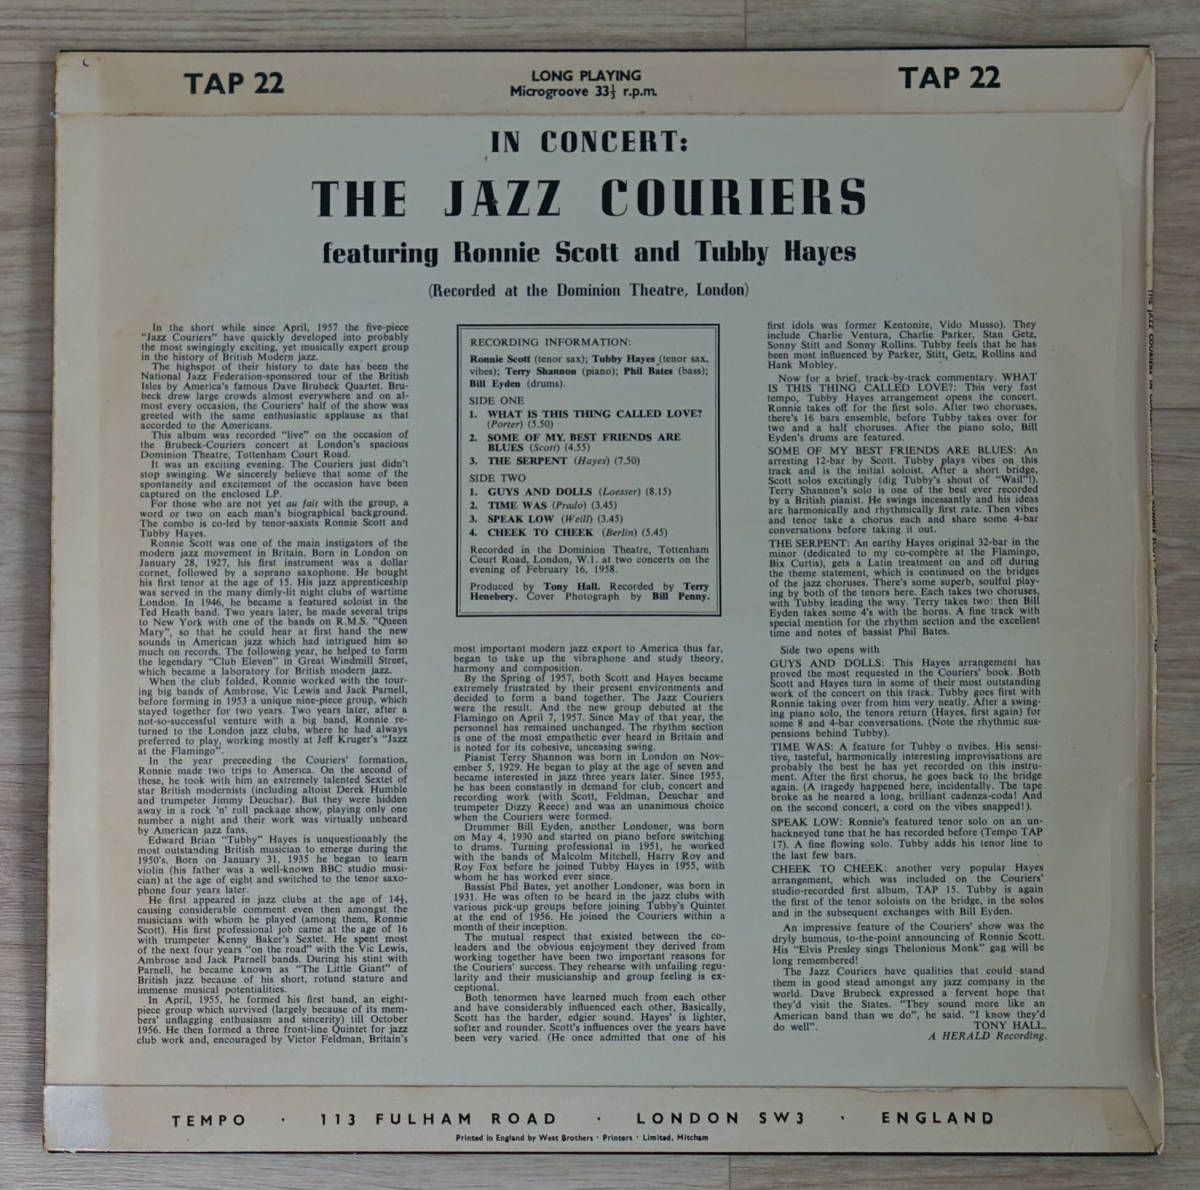 TAP 22
LONG PLAYING
Microgroove 33⅓ r.p.m.
TAP 22
IN CONCERT:
THE JAZZ COURIERS
featuring Ronnie Scott and Tubby Hayes
(Recorded at the Dominion Theatre, London)
In the short while since April, 1957 the five-piece
"Jazz Couriers" have quickly developed into probably
the most swingingly exciting, yet musically expert group
in the history of British Modern jazz.
The highspot of their history to date has been the
National Jazz Federation-sponsored tour of the British
Isles by America's famous Dave Brubeck Quartet. Bru-
beck drew large crowds almost everywhere and on al-
most every occasion, the Couriers' half of the show was
greeted with the same enthusiastic applause as that
accorded to the Americans.
This album was recorded "live" on the occasion of
the Brubeck-Couriers concert at London's spacious
Dominion Theatre, Tottenham Court Road.
It was an exciting evening. The Couriers just didn't
stop swinging. We sincerely believe that some of the
spontaneity and excitement of the occasion have been
captured on the enclosed LP.
For those who are not yet au fait with the group, a
word or two on each man's biographical background.
The combo is co-led by tenor-saxists Ronnie Scott and
Tubby Hayes.
Ronnie Scott was one of the main instigators of the
modern jazz movement in Britain. Born in London on
January 28, 1927, his first instrument was a dollar
cornet, followed by a soprano saxophone. He bought
his first tenor at the age of 15. His jazz apprenticeship
was served in the many dimly-lit night clubs of wartime
London. In 1946, he became a featured soloist in the
Ted Heath band. Two years later, he made several trips
to New York with one of the bands on R.M.S. "Queen
Mary", so that he could hear at first hand the new
sounds in American jazz which had intrigued him so
much on records. The following year, he helped to form
the legendary "Club Eleven" in Great Windmill Street,
which became a laboratory for British modern jazz.
When the club folded, Ronnie worked with the tour-
ing big bands of Ambrose, Vic Lewis and Jack Parnell,
before forming in 1953 a unique nine-piece group, which
stayed together for two years. Two years later, after a
not-so-successful venture with a big band, Ronnie re-
turned to the London jazz clubs, where he had always
preferred to play, working mostly at Jeff Kruger's "Jazz
at the Flamingo".
In the year preceeding the Couriers' formation,
Ronnie made two trips to America. On the second of
these, he took with him an extremely talented Sextet of
star British modernists (including altoist Derek Humble
and trumpeter Jimmy Deuchar). But they were hidden
away in a rock 'n' roll package show, playing only one
number a night and their work was virtually unheard
by American jazz fans.
Edward Brian "Tubby" Hayes is unquestionably the
most outstanding British musician to emerge during the
1950's. Born on January 31, 1935 he began to learn
violin (his father was a well-known BBC studio musi-
cian) at the age of eight and switched to the tenor saxo-
phone four years later.
He first appeared in jazz clubs at the age of 14½,
causing considerable comment even then amongst the
musicians with whom he played (among them, Ronnie
Scott). His first professional job came at the age of 16
with trumpeter Kenny Baker's Sextet. He spent most
of the next four years "on the road" with the Vic Lewis,
Ambrose and Jack Parnell bands. During his stint with
Parnell, he became known as "The Little Giant" of
British jazz because of his short, rotund stature and
immense musical potentialities.
In April, 1955, he formed his first band, an eight-
piece group which survived (largely because of its mem-
bers' unflagging enthusiasm and sincerity) till October
1956. He then formed a three front-line Quintet for jazz
club work and, encouraged by Victor Feldman, Britain's
RECORDING INFORMATION:
Ronnie Scott (tenor sax); Tubby Hayes (tenor sax,
vibes); Terry Shannon (piano); Phil Bates (bass);
Bill Eyden (drums).
SIDE ONE
1. WHAT IS THIS THING CALLED LOVE?
(Porter) (5.50)
2. SOME OF MY BEST FRIENDS ARE
BLUES (Scott) (4.55)
3. THE SERPENT (Hayes) (7.50)
SIDE TWO
1. GUYS AND DOLLS (Loesser) (8.15)
2. TIME WAS (Prado) (3.45)
3. SPEAK LOW (Weill) (3.45)
4. CHEEK TO CHEEK (Berlin) (5.45)
Recorded in the Dominion Theatre, Tottenham
Court Road, London, W.1. at two concerts on the
evening of February 16, 1958.
Produced by Tony Hall. Recorded by Terry
Henebery. Cover Photograph by Bill Penny.
most important modern jazz export to America thus far,
began to take up the vibraphone and study theory,
harmony and composition.
By the Spring of 1957, both Scott and Hayes became
extremely frustrated by their present environments and
decided to form a band together. The Jazz Couriers
were the result. And the new group debuted at the
Flamingo on April 7, 1957. Since May of that year, the
personnel has remained unchanged. The rhythm section
is one of the most empathetic ever heard in Britain and
is noted for its cohesive, unceasing swing.
Pianist Terry Shannon was born in London on Nov-
ember 5, 1929. He began to play at the age of seven and
became interested in jazz three years later. Since 1955,
he has been constantly in demand for club, concert and
recording work (with Scott, Feldman, Deuchar and
trumpeter Dizzy Reece) and was an unanimous choice
when the Couriers were formed.
Drummer Bill Eyden, another Londoner, was born
on May 4, 1930 and started on piano before switching
to drums. Turning professional in 1951, he worked
with the bands of Malcolm Mitchell, Harry Roy and
Roy Fox before he joined Tubby Hayes in 1955, with
whom he has worked ever since.
Bassist Phil Bates, yet another Londoner, was born in
1931. He was often to be heard in the jazz clubs with
various pick-up groups before joining Tubby's Quintet
at the end of 1956. He joined the Couriers within a
month of their inception.
The mutual respect that existed between the co-
leaders and the obvious enjoyment they derived from
working together have been two important reasons for
the Couriers' success. They rehearse with unfailing regu-
larity and their musicianship and group feeling is ex-
ceptional.
Both tenormen have learned much from each other
and have considerably influenced each other, Basically,
Scott has the harder, edgier sound. Hayes' is lighter,
softer and rounder. Scott's influences over the years have
been very varied. (He once admitted that one of his
first idols was former Kentonite, Vido Musso). They
include Charlie Ventura, Charlie Parker, Stan Getz,
Sonny Stitt and Sonny Rollins. Tubby feels that he has
been most influenced by Parker, Stitt, Getz, Rollins and
Hank Mobley.
Now for a brief, track-by-track commentary. WHAT
IS THIS THING CALLED LOVE?: This very fast
tempo, Tubby Hayes arrangement opens the concert.
Ronnie takes off for the first solo. After two choruses,
there's 16 bars ensemble, before Tubby takes over for
two and a half choruses. After the piano solo, Bill
Eyden's drums are featured.
SOME OF MY BEST FRIENDS ARE BLUES: An
arresting 12-bar by Scott. Tubby plays vibes on this
track and is the initial soloist. After a short bridge,
Scott solos excitingly (dig Tubby's shout of "Wail"!).
Terry Shannon's solo is one of the best ever recorded
by a British pianist. He swings incessantly and his ideas
are harmonically and rhythmically first rate. Then vibes
and tenor take a chorus each and share some 4-bar
conversations before taking it out.
THE SERPENT: An earthy Hayes original 32-bar in the
minor (dedicated to my co-compère at the Flamingo,
Bix Curtis), gets a Latin treatment on and off during
the theme statement, which is continued on the bridges
of the jazz choruses. There's some superb, soulful play-
ing by both of the tenors here. Each takes two choruses,
with Tubby leading the way. Terry takes two: then Bill
Eyden takes some 4's with the horns. A fine track with
special mention for the rhythm section and the excellent
time and notes of bassist Phil Bates.
Side two opens with
GUYS AND DOLLS: This Hayes arrangement has
proved the most requested in the Couriers' book. Both
Scott and Hayes turn in some of their most outstanding
work of the concert on this track. Tubby goes first with
Ronnie taking over from him very neatly. After a swing-
ing piano solo, the tenors return (Hayes, first again) for
some 8 and 4-bar conversations. (Note the rhythmic sus-
pensions behind Tubby).
TIME WAS: A feature for Tubby o nvibes. His sensi-
tive, tasteful, harmonically interesting improvisations are
probably the best he has yet recorded on this instru-
ment. After the first chorus, he goes back to the bridge
again. (A tragedy happened here, incidentally. The tape
broke as he neared a long, brilliant cadenza-coda! And
on the second concert, a cord on the vibes snapped!).
SPEAK LOW: Ronnie's featured tenor solo on an un-
hackneyed tune that he has recorded before (Tempo TAP
17). A fine flowing solo. Tubby adds his tenor line to
the last few bars.
CHEEK TO CHEEK: another very popular Hayes
arrangement, which was included on the Couriers'
studio-recorded first album, TAP 15. Tubby is again
the first of the tenor soloists on the bridge, in the solos
and in the subsequent exchanges with Bill Eyden.
An impressive feature of the Couriers' show was the
dryly humous, to-the-point announcing of Ronnie Scott.
His "Elvis Presley sings Thelonious Monk" gag will be
long remembered!
The Jazz Couriers have qualities that could stand
them in good stead amongst any jazz company in the
world. Dave Brubeck expressed a fervent hope that
they'd visit the States. "They sound more like an
American band than we do", he said. "I know they'd
do well". TONY HALL.
A HERALD Recording.
TEMPO · 113 FULHAM ROAD · LONDON SW3 · ENGLAND
Printed in England by West Brothers · Printers · Limited. Mitcham